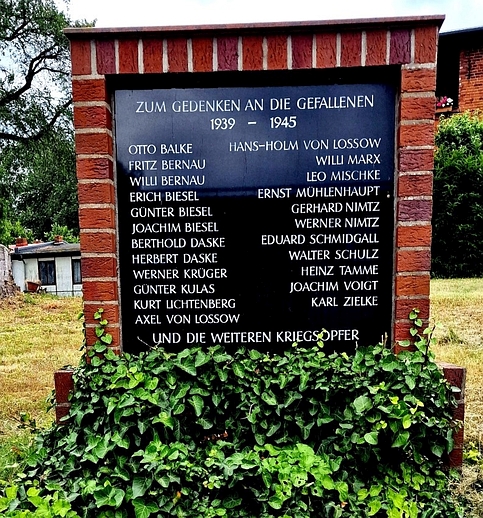 ZUM GEDENKEN AN DIE GEFALLENEN
1939 – 1945
OTTO BALKE
FRITZ BERNAU
WILLI BERNAU
ERICH BIESEL
GÜNTER BIESEL
JOACHIM BIESEL
BERTHOLD DASKE
HERBERT DASKE
WERNER KRÜGER
GÜNTER KULAS
KURT LICHTENBERG
AXEL VON LOSSOW
HANS-HOLM VON LOSSOW
WILLI MARX
LEO MISCHKE
ERNST MÜHLENHAUPT
GERHARD NIMTZ
WERNER NIMTZ
EDUARD SCHMIDGALL
WALTER SCHULZ
HEINZ TAMME
JOACHIM VOIGT
KARL ZIELKE
UND DIE WEITEREN KRIEGSOPFER